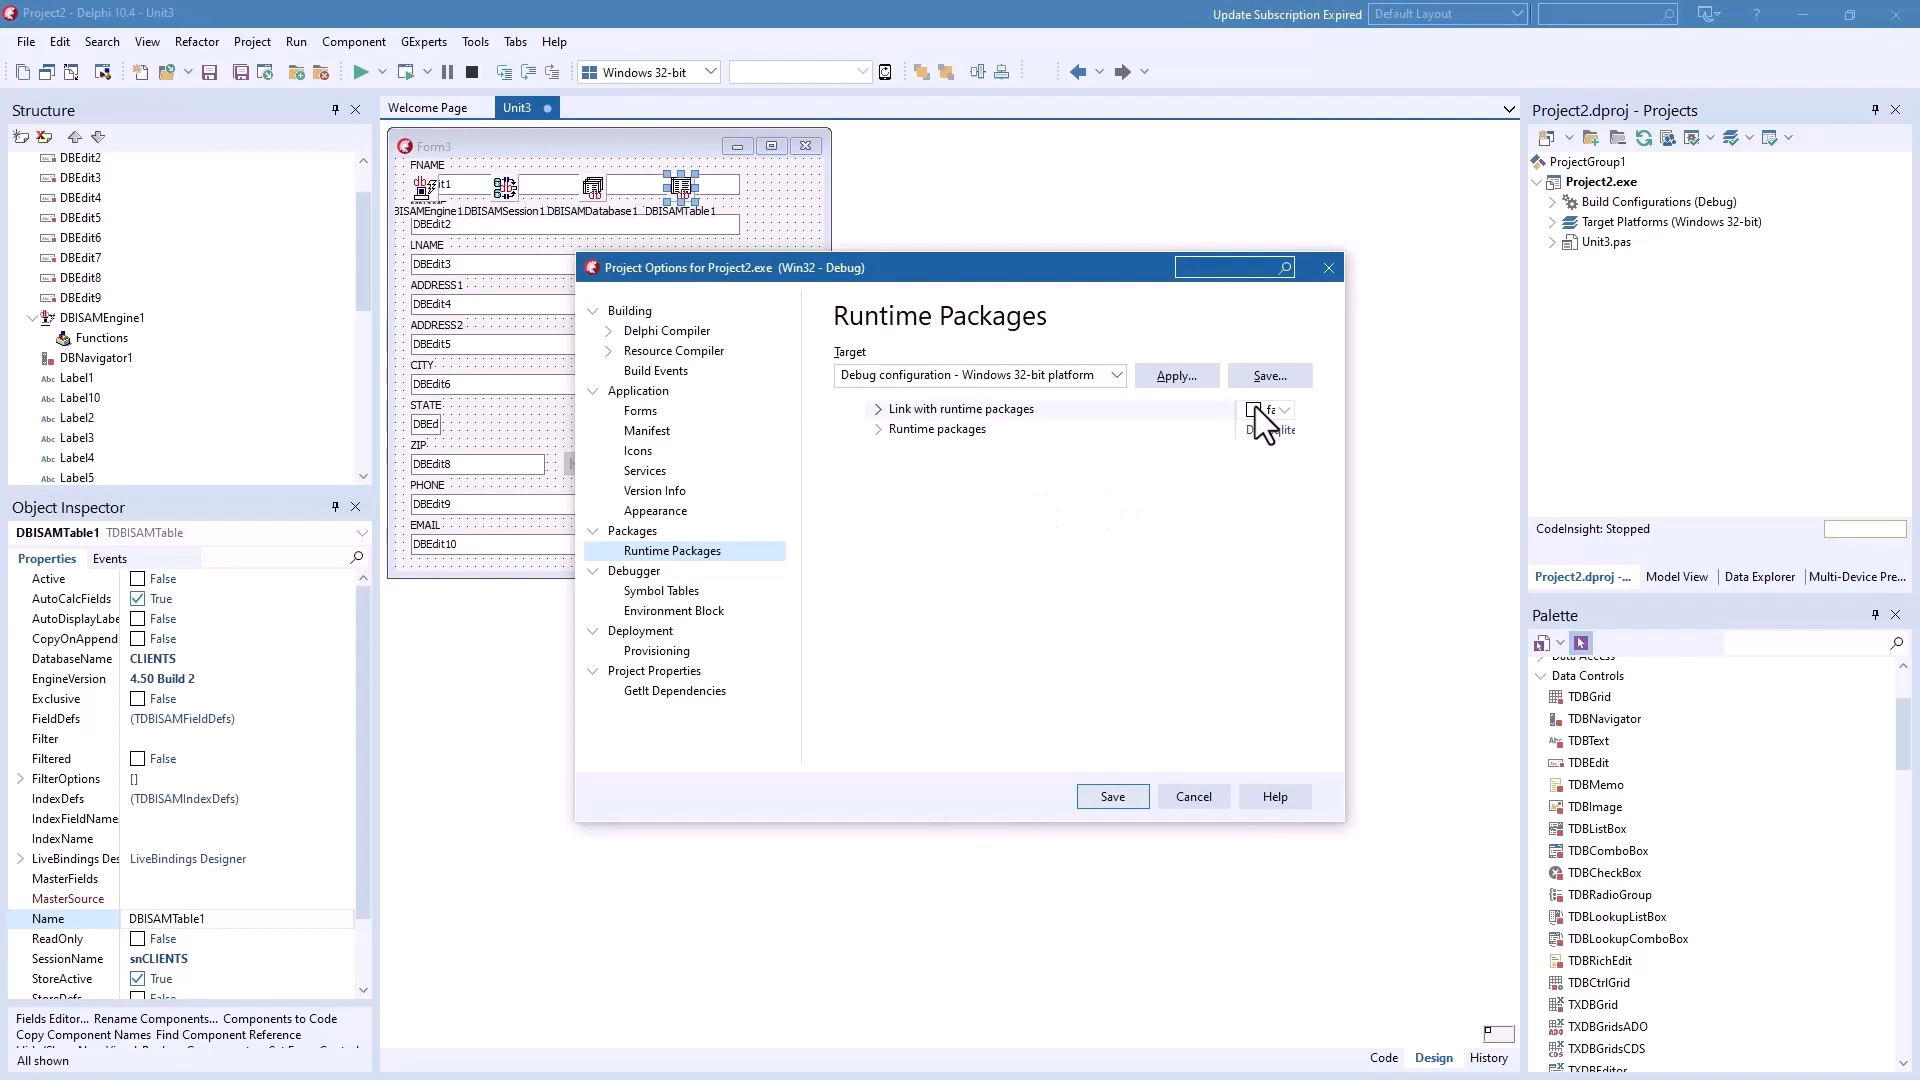 Project2 - Delphi 10.4 - Unit3
Update Subscription Expired
Default Layout
File Edit Search View Refactor Project Run Component GExperts Tools Tabs Help
Windows 32-bit
Structure
DBEdit2
DBEdit3
DBEdit4
DBEdit5
DBEdit6
DBEdit7
DBEdit8
DBEdit9
DBISAMEngine1
Functions
DBNavigator1
Label1
Label10
Label2
Label3
Label4
Label5
Object Inspector
DBISAMTable1 TDBISAMTable
Properties Events
Active False
AutoCalcFields True
AutoDisplayLabe False
CopyOnAppend False
DatabaseName CLIENTS
EngineVersion 4.50 Build 2
Exclusive False
FieldDefs (TDBISAMFieldDefs)
Filter
Filtered False
FilterOptions []
IndexDefs (TDBISAMIndexDefs)
IndexFieldName
IndexName
LiveBindings Des LiveBindings Designer
MasterFields
MasterSource
Name DBISAMTable1
ReadOnly False
SessionName snCLIENTS
StoreActive True
StoreDefs False
Fields Editor... Rename Components... Components to Code
Copy Component Names Find Component Reference
All shown
Welcome Page Unit3
Form3
FNAME
it1
BISAMEngine1 DBISAMSession1 DBISAMDatabase1 DBISAMTable1
DBEdit2
LNAME
DBEdit3
ADDRESS1
DBEdit4
ADDRESS2
DBEdit5
CITY
DBEdit6
STATE
DBEd
ZIP
DBEdit8
PHONE
DBEdit9
EMAIL
DBEdit10
Project Options for Project2.exe (Win32 - Debug)
Building
Delphi Compiler
Resource Compiler
Build Events
Application
Forms
Manifest
Icons
Services
Version Info
Appearance
Packages
Runtime Packages
Debugger
Symbol Tables
Environment Block
Deployment
Provisioning
Project Properties
GetIt Dependencies
Runtime Packages
Target
Debug configuration - Windows 32-bit platform Apply... Save...
Link with runtime packages
Runtime packages
Save Cancel Help
Code Design History
Project2.dproj - Projects
ProjectGroup1
Project2.exe
Build Configurations (Debug)
Target Platforms (Windows 32-bit)
Unit3.pas
CodeInsight: Stopped
Project2.dproj -... Model View Data Explorer Multi-Device Pre...
Palette
Data Access
Data Controls
TDBGrid
TDBNavigator
TDBText
TDBEdit
TDBMemo
TDBImage
TDBListBox
TDBComboBox
TDBCheckBox
TDBRadioGroup
TDBLookupListBox
TDBLookupComboBox
TDBRichEdit
TDBCtrlGrid
TXDBGrid
TXDBGridsADO
TXDBGridsCDS
TXDBEditor